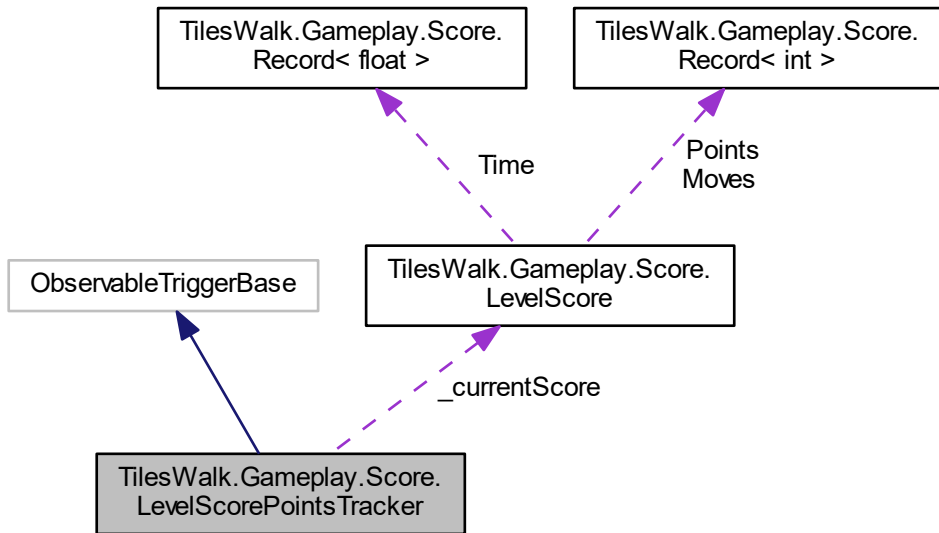 TilesWalk.Gameplay.Score.
Record< float >
TilesWalk.Gameplay.Score.
Record< int >
Time
Points
Moves
ObservableTriggerBase
TilesWalk.Gameplay.Score.
LevelScore
_currentScore
TilesWalk.Gameplay.Score.
LevelScorePointsTracker